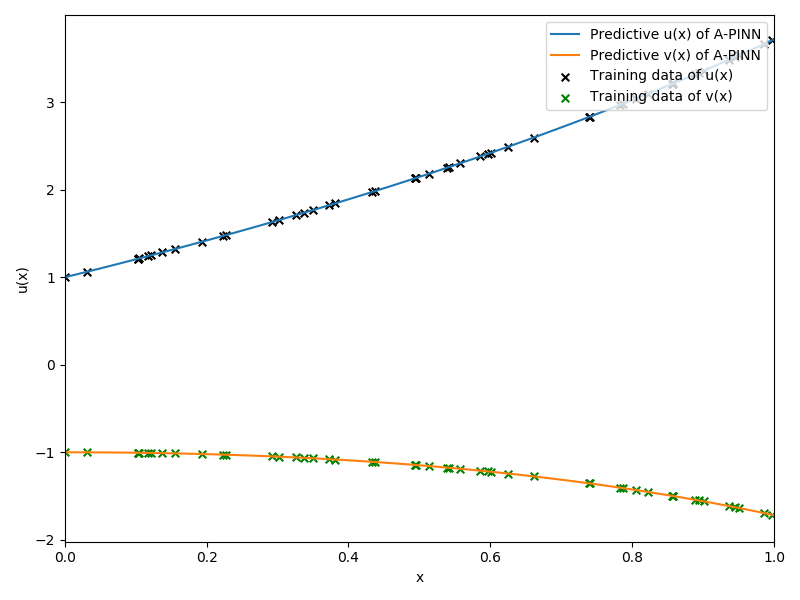 Predictive u(x) of A-PINN
Predictive v(x) of A-PINN
Training data of u(x)
Training data of v(x)
u(x)
3
2
1
0
−1
−2
0.0 0.2 0.4 0.6 0.8 1.0
x